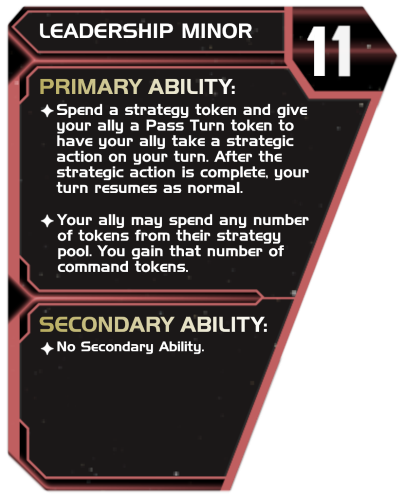 LEADERSHIP MINOR
11
PRIMARY ABILITY:
Spend a strategy token and give
your ally a Pass Turn token to
have your ally take a strategic
action on your turn. After the
strategic action is complete, your
turn resumes as normal.
Your ally may spend any number
of tokens from their strategy
pool. You gain that number of
command tokens.
SECONDARY ABILITY:
No Secondary Ability.